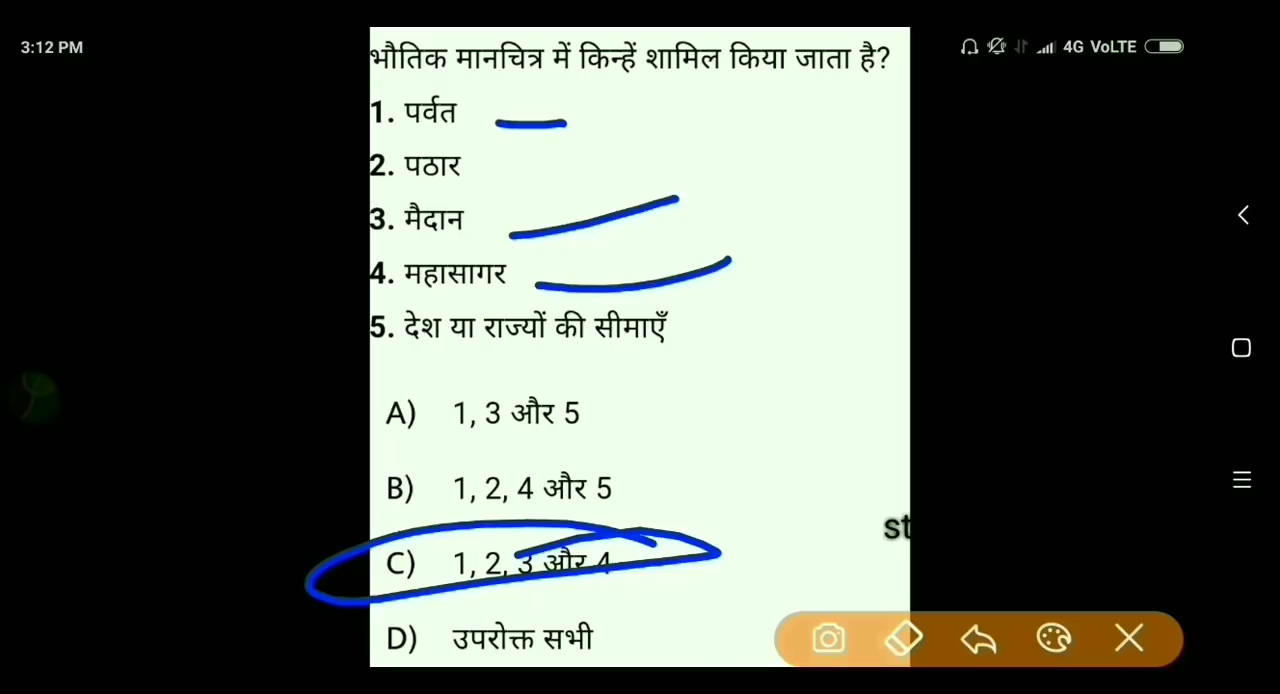 3:12 PM
4G VoLTE
भौतिक मानचित्र में किन्हें शामिल किया जाता है?
1. पर्वत
2. पठार
3. मैदान
4. महासागर
5. देश या राज्यों की सीमाएँ
A) 1, 3 और 5
B) 1, 2, 4 और 5
st
C) 1, 2, 3 और 4
D) उपरोक्त सभी